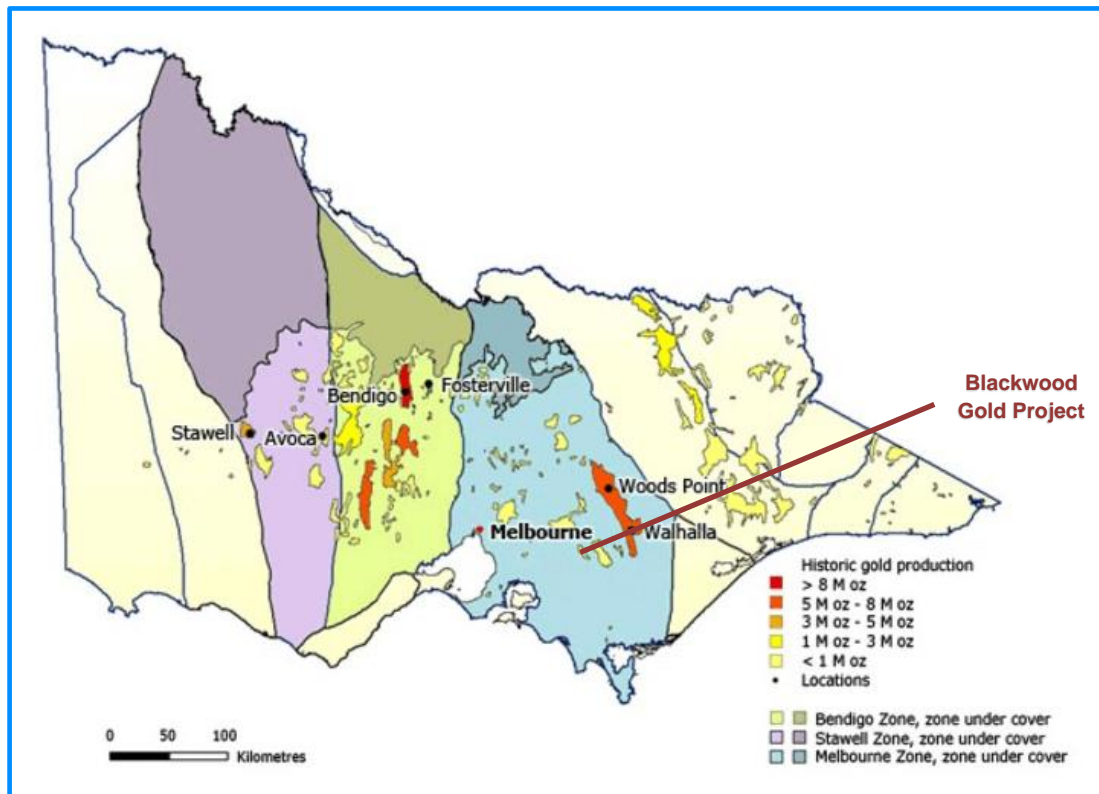 Blackwood
Gold Project
Bendigo
Fosterville
Stawell
Avoca
Woods Point
Melbourne
Walhalla
Historic gold production
> 8 M oz
5 M oz - 8 M oz
3 M oz - 5 M oz
1 M oz - 3 M oz
< 1 M oz
Locations
0 50 100
Kilometres
Bendigo Zone, zone under cover
Stawell Zone, zone under cover
Melbourne Zone, zone under cover